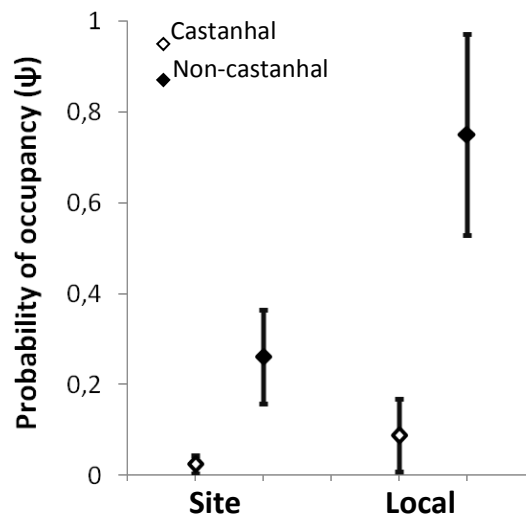 Probability of occupancy (Ψ)
1
0,8
0,6
0,4
0,2
0
Castanhal
Non-castanhal
Site Local